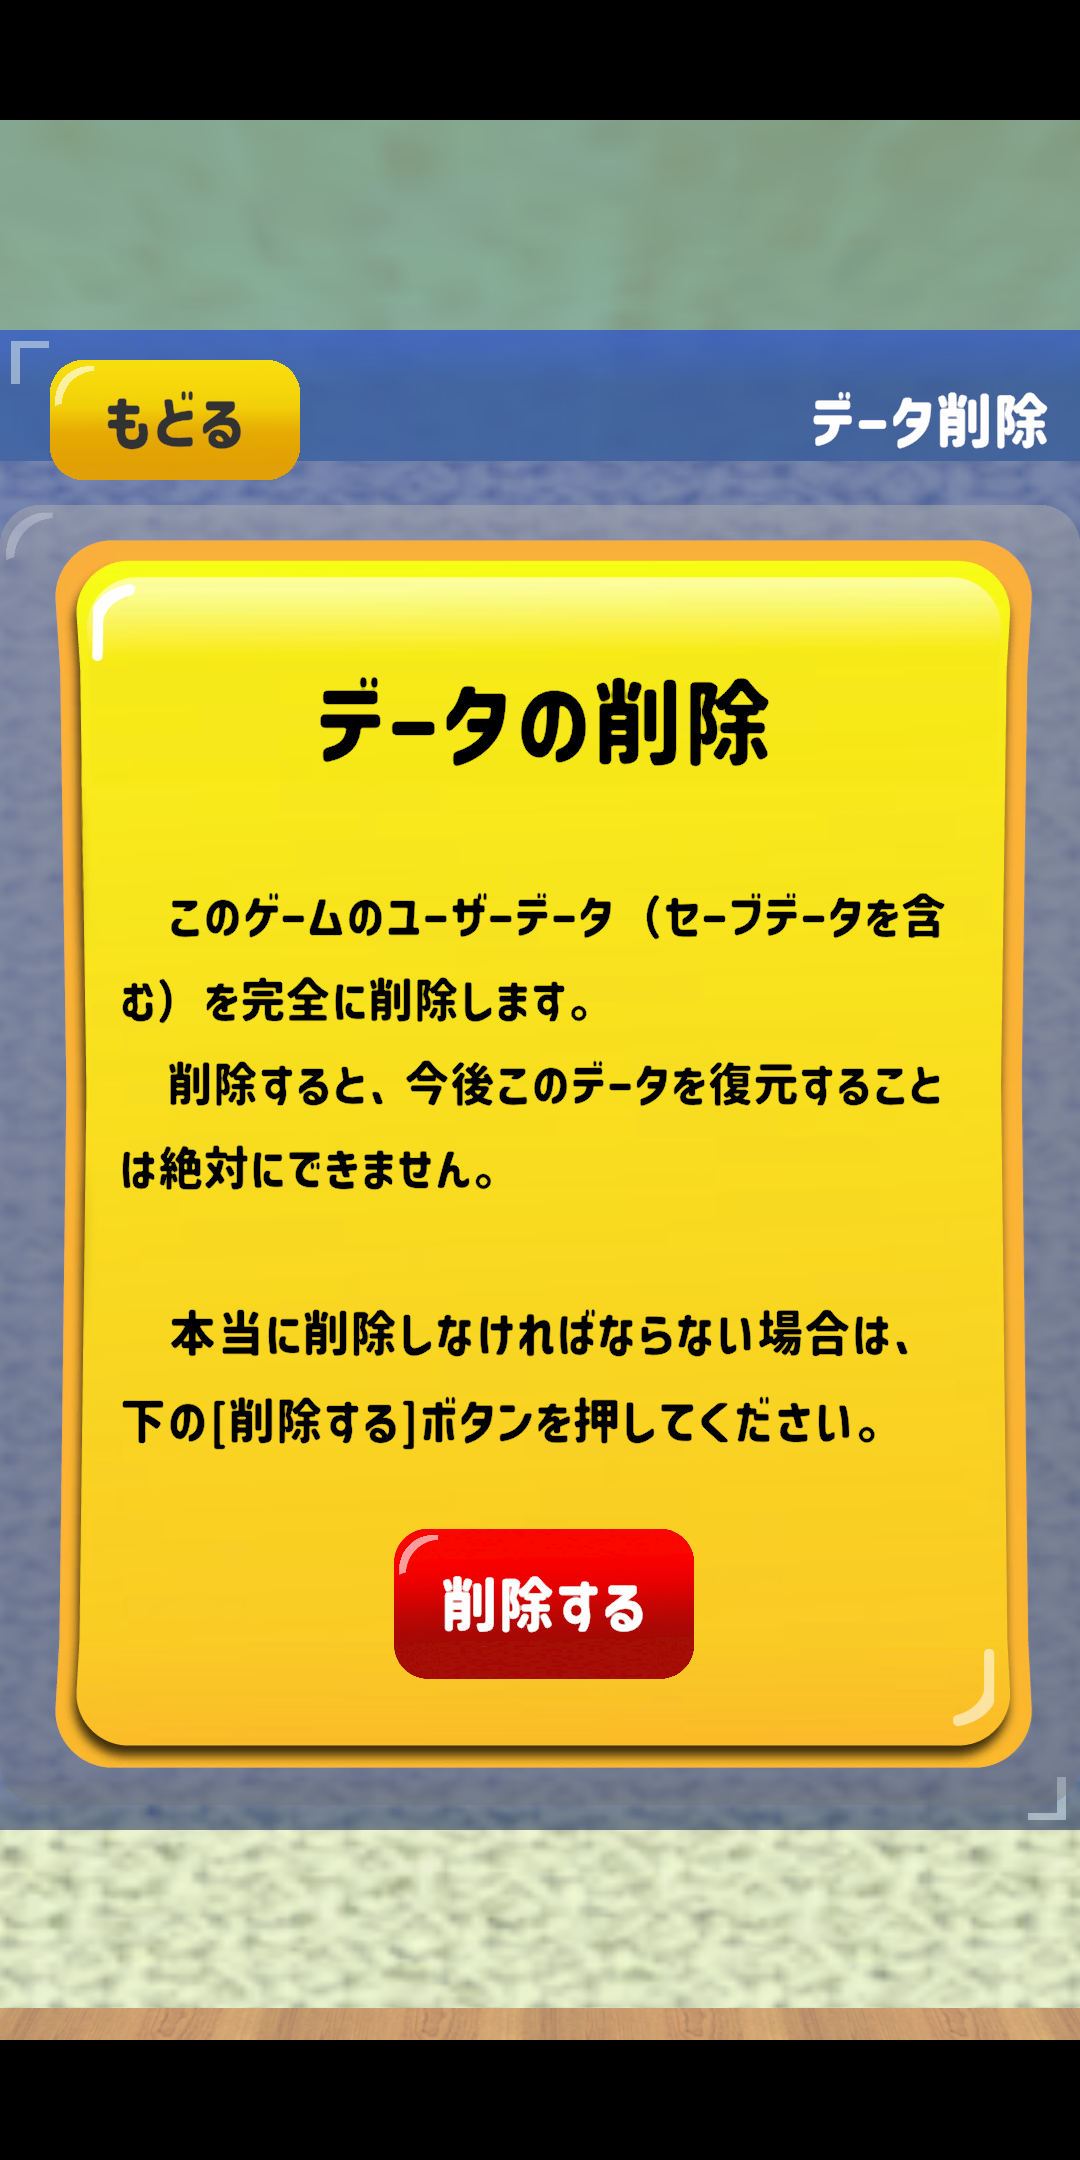 もどる
データ削除
データの削除
このゲームのユーザーデータ（セーブデータを含
む）を完全に削除します。
削除すると、今後このデータを復元すること
は絶対にできません。
本当に削除しなければならない場合は、
下の[削除する]ボタンを押してください。
削除する